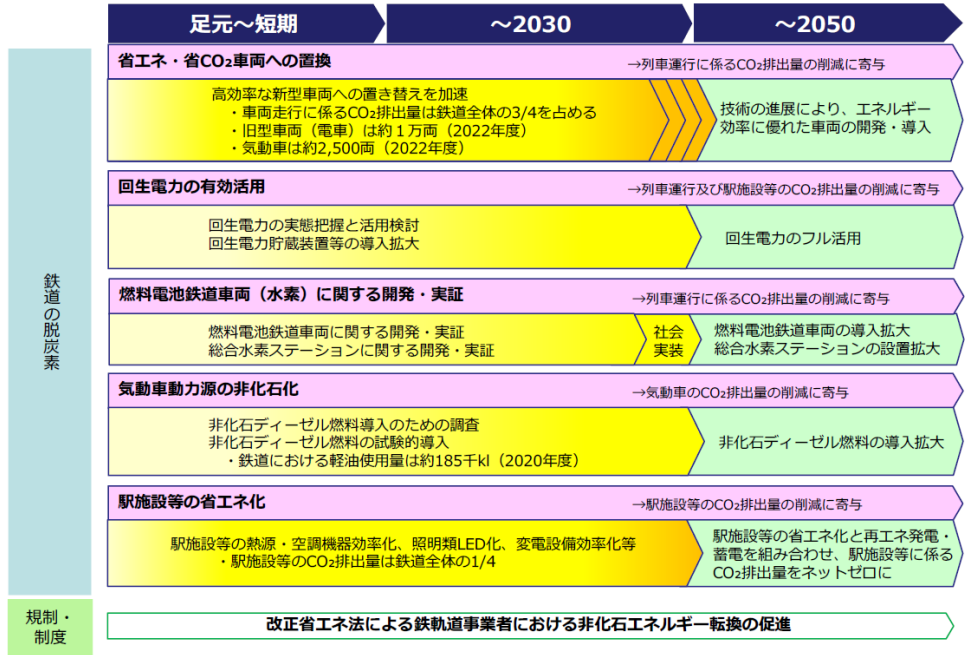 足元～短期
～2030
～2050
鉄道の脱炭素
省エネ・省CO₂車両への置換
→列車運行に係るCO₂排出量の削減に寄与
高効率な新型車両への置き替えを加速
・車両走行に係るCO₂排出量は鉄道全体の3/4を占める
・旧型車両（電車）は約１万両（2022年度）
・気動車は約2,500両（2022年度）
技術の進展により、エネルギー
効率に優れた車両の開発・導入
回生電力の有効活用
→列車運行及び駅施設等のCO₂排出量の削減に寄与
回生電力の実態把握と活用検討
回生電力貯蔵装置等の導入拡大
回生電力のフル活用
燃料電池鉄道車両（水素）に関する開発・実証
→列車運行に係るCO₂排出量の削減に寄与
燃料電池鉄道車両に関する開発・実証
総合水素ステーションに関する開発・実証
社会
実装
燃料電池鉄道車両の導入拡大
総合水素ステーションの設置拡大
気動車動力源の非化石化
→気動車のCO₂排出量の削減に寄与
非化石ディーゼル燃料導入のための調査
非化石ディーゼル燃料の試験的導入
・鉄道における軽油使用量は約185千kl（2020年度）
非化石ディーゼル燃料の導入拡大
駅施設等の省エネ化
→駅施設等のCO₂排出量の削減に寄与
駅施設等の熱源・空調機器効率化、照明類LED化、変電設備効率化等
・駅施設等のCO₂排出量は鉄道全体の1/4
駅施設等の省エネ化と再エネ発電・
蓄電を組み合わせ、駅施設等に係る
CO₂排出量をネットゼロに
規制・
制度
改正省エネ法による鉄軌道事業者における非化石エネルギー転換の促進